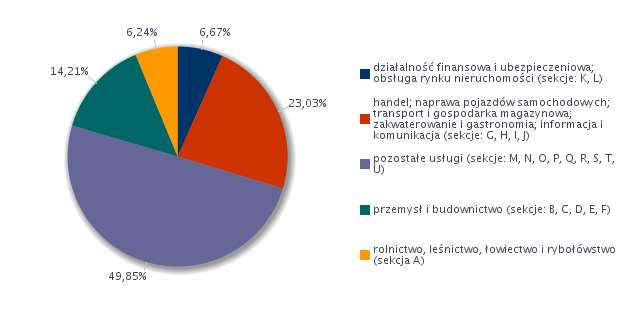 6,24%
6,67%
14,21%
23,03%
49,85%
działalność finansowa i ubezpieczeniowa;
obsługa rynku nieruchomości (sekcje: K, L)
handel; naprawa pojazdów samochodowych;
transport i gospodarka magazynowa;
zakwaterowanie i gastronomia; informacja i
komunikacja (sekcje: G, H, I, J)
pozostałe usługi (sekcje: M, N, O, P, Q, R, S, T,
U)
przemysł i budownictwo (sekcje: B, C, D, E, F)
rolnictwo, leśnictwo, łowiectwo i rybołówstwo
(sekcja A)